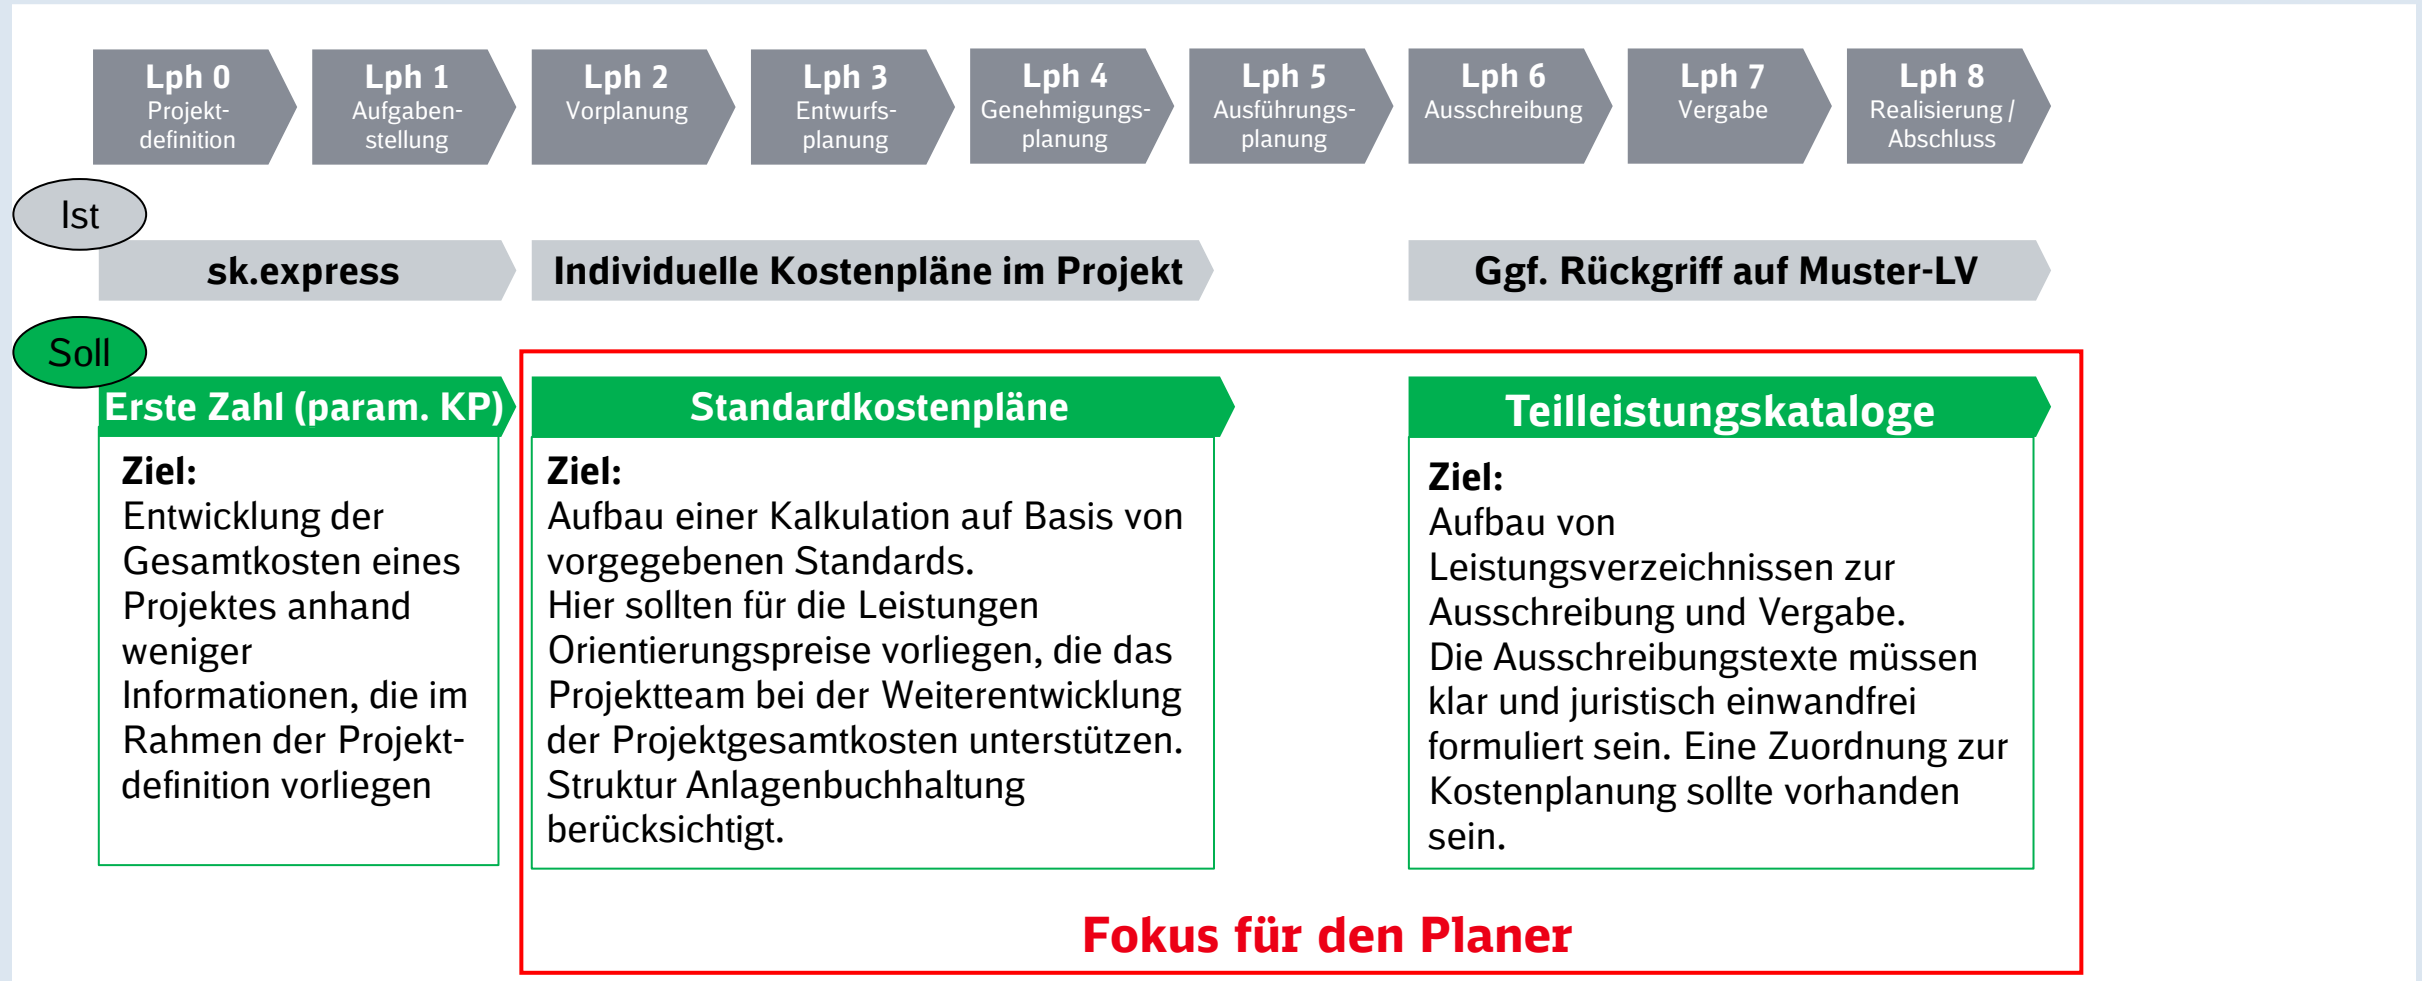 Lph 0
Projekt-
definition
Lph 1
Aufgaben-
stellung
Lph 2
Vorplanung
Lph 3
Entwurfs-
planung
Lph 4
Genehmigungs-
planung
Lph 5
Ausführungs-
planung
Lph 6
Ausschreibung
Lph 7
Vergabe
Lph 8
Realisierung /
Abschluss
Ist
sk.express
Individuelle Kostenpläne im Projekt
Ggf. Rückgriff auf Muster-LV
Soll
Erste Zahl (param. KP)
Ziel:
Entwicklung der
Gesamtkosten eines
Projektes anhand
weniger
Informationen, die im
Rahmen der Projekt-
definition vorliegen
Standardkostenpläne
Ziel:
Aufbau einer Kalkulation auf Basis von
vorgegebenen Standards.
Hier sollten für die Leistungen
Orientierungspreise vorliegen, die das
Projektteam bei der Weiterentwicklung
der Projektgesamtkosten unterstützen.
Struktur Anlagenbuchhaltung
berücksichtigt.
Teilleistungskataloge
Ziel:
Aufbau von
Leistungsverzeichnissen zur
Ausschreibung und Vergabe.
Die Ausschreibungstexte müssen
klar und juristisch einwandfrei
formuliert sein. Eine Zuordnung zur
Kostenplanung sollte vorhanden
sein.
Fokus für den Planer